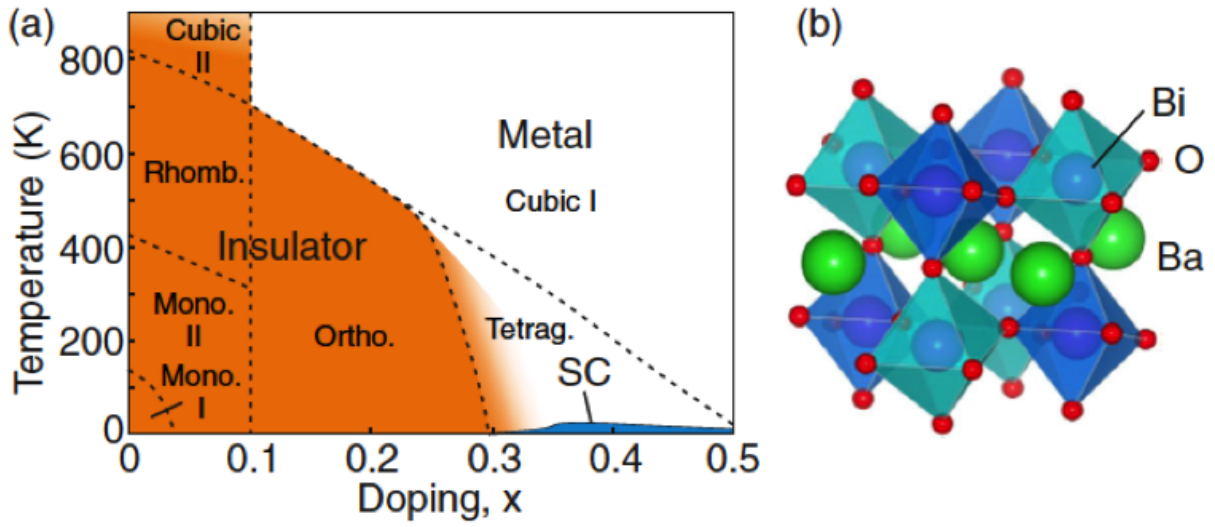 (a)
Cubic
II
Metal
Cubic I
Rhomb.
Insulator
Mono.
II
Ortho.
Tetrag.
Mono.
I
SC
800
600
400
200
0
Temperature (K)
0
0.1
0.2
0.3
0.4
0.5
Doping, x
(b)
Bi
O
Ba